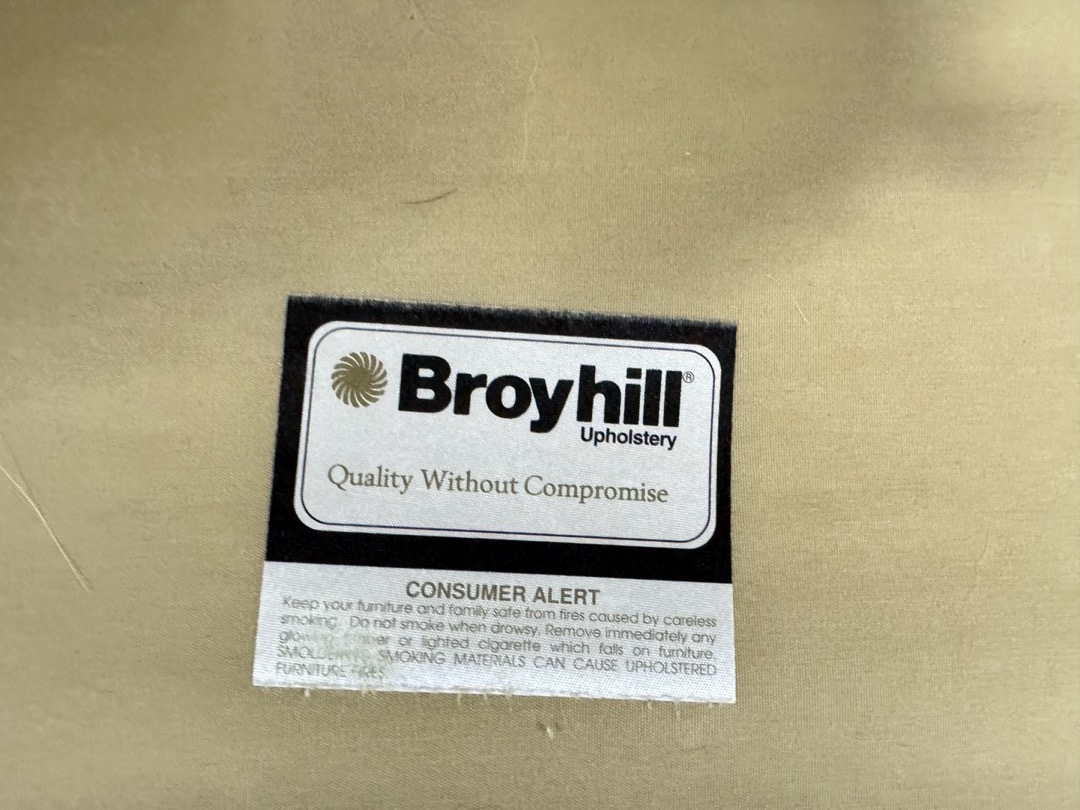 Broyhill®
Upholstery
Quality Without Compromise
CONSUMER ALERT
Keep your furniture and family safe from fires caused by careless
smoking. Do not smoke when drowsy. Remove immediately any
glowing or lighted cigarette which falls on furniture.
SMOKING MATERIALS CAN CAUSE UPHOLSTERED
FURNITURE FIRES